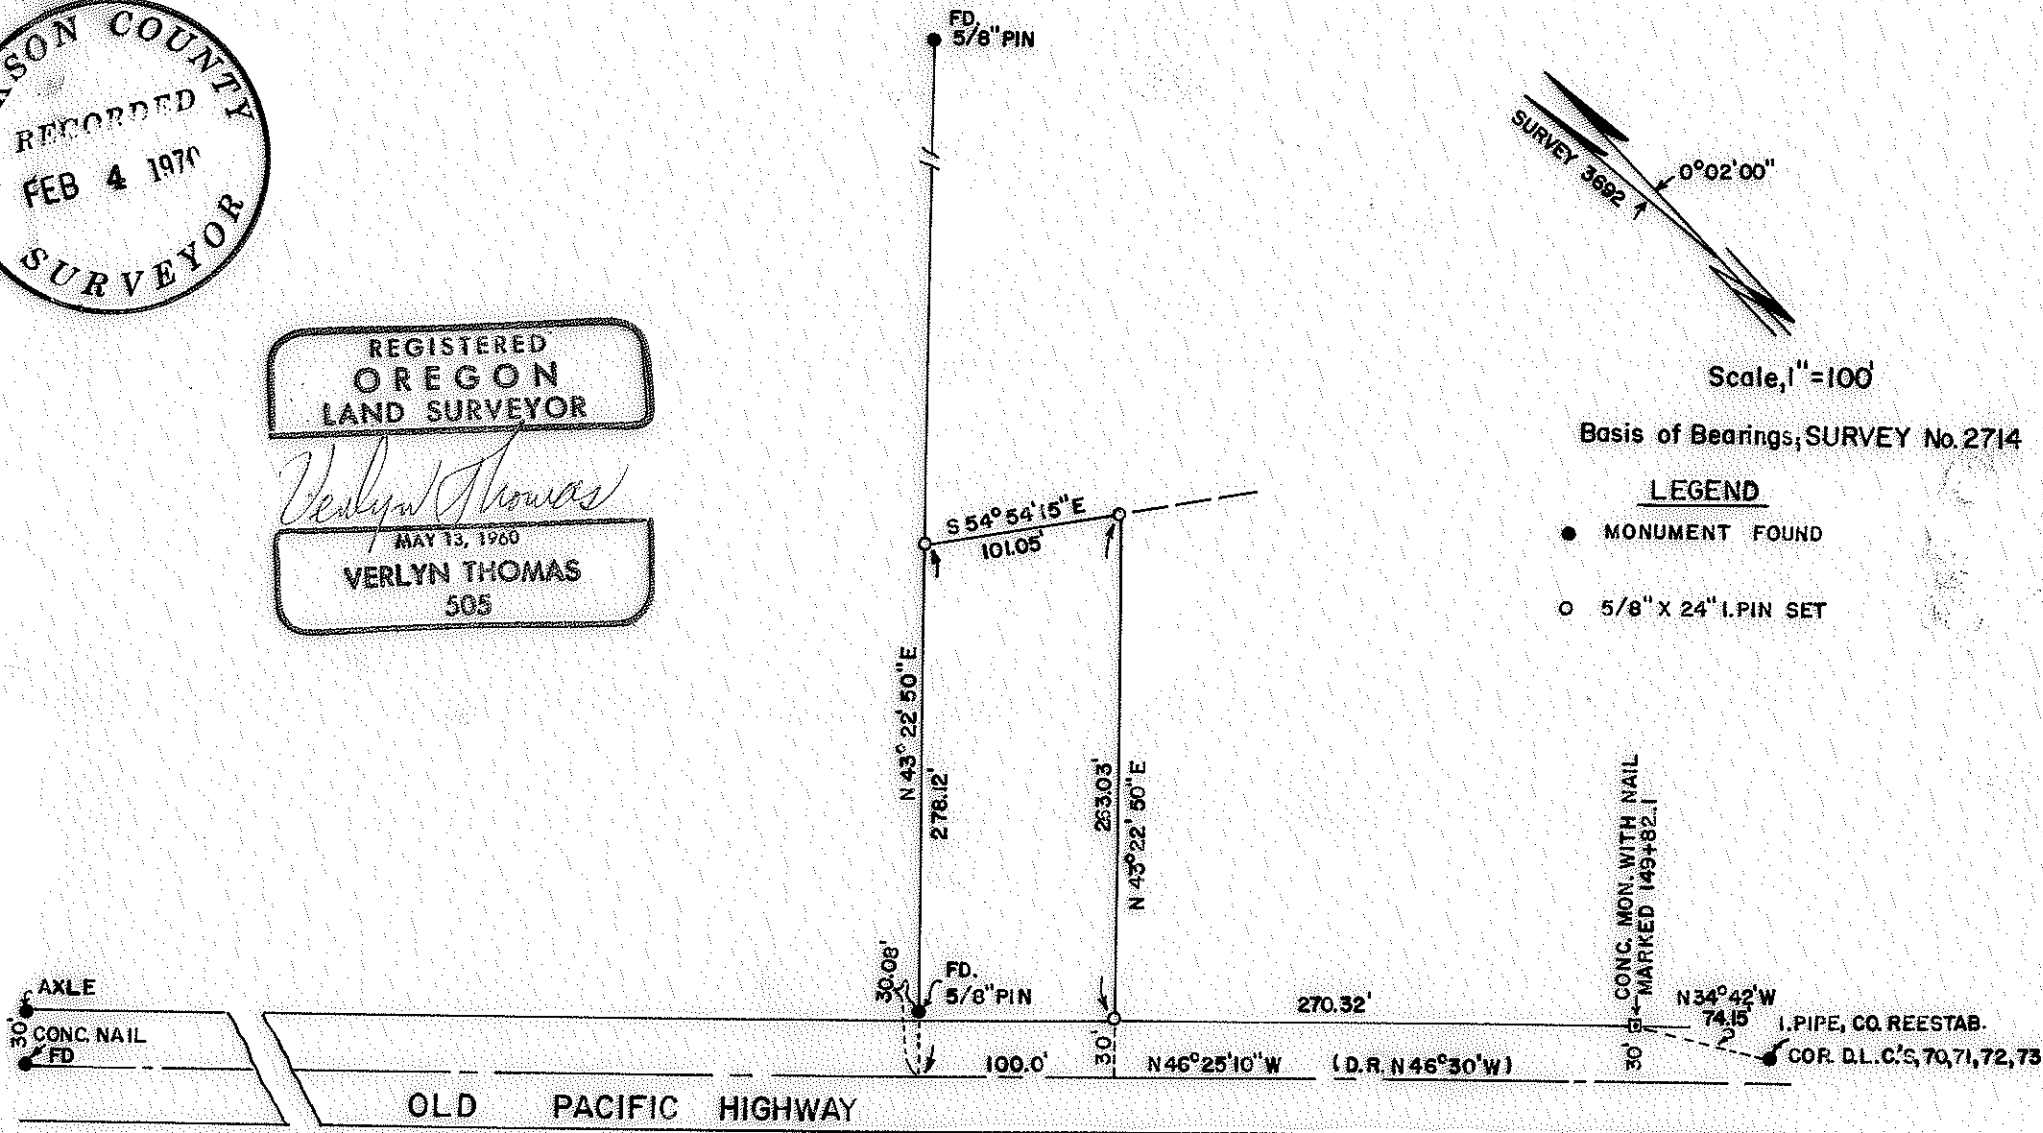 SON COUNTY
RECORDED
FEB 4 1970
SURVEYOR
REGISTERED
OREGON
LAND SURVEYOR
Verlyn Thomas
MAY 13, 1960
VERLYN THOMAS
505
FD.
5/8" PIN
SURVEY 3692
0°02'00"
Scale, 1"=100'
Basis of Bearings, SURVEY No. 2714
LEGEND
MONUMENT FOUND
5/8" X 24" I. PIN SET
S 54° 54' 15" E
101.05'
N 43° 22' 50" E
278.12'
N 43° 22' 50" E
CONC. MON. WITH NAIL
MARKED 149+82.1
AXLE
30'
CONC. NAIL
FD
30.08'
FD.
5/8" PIN
270.32'
N 34° 42' W
74.15'
I. PIPE, CO. REESTAB.
COR. D.L.C.'S, 70, 71, 72, 73
100.0'
30'
N 46° 25' 10" W
(D.R. N 46° 30' W)
30'
OLD PACIFIC HIGHWAY